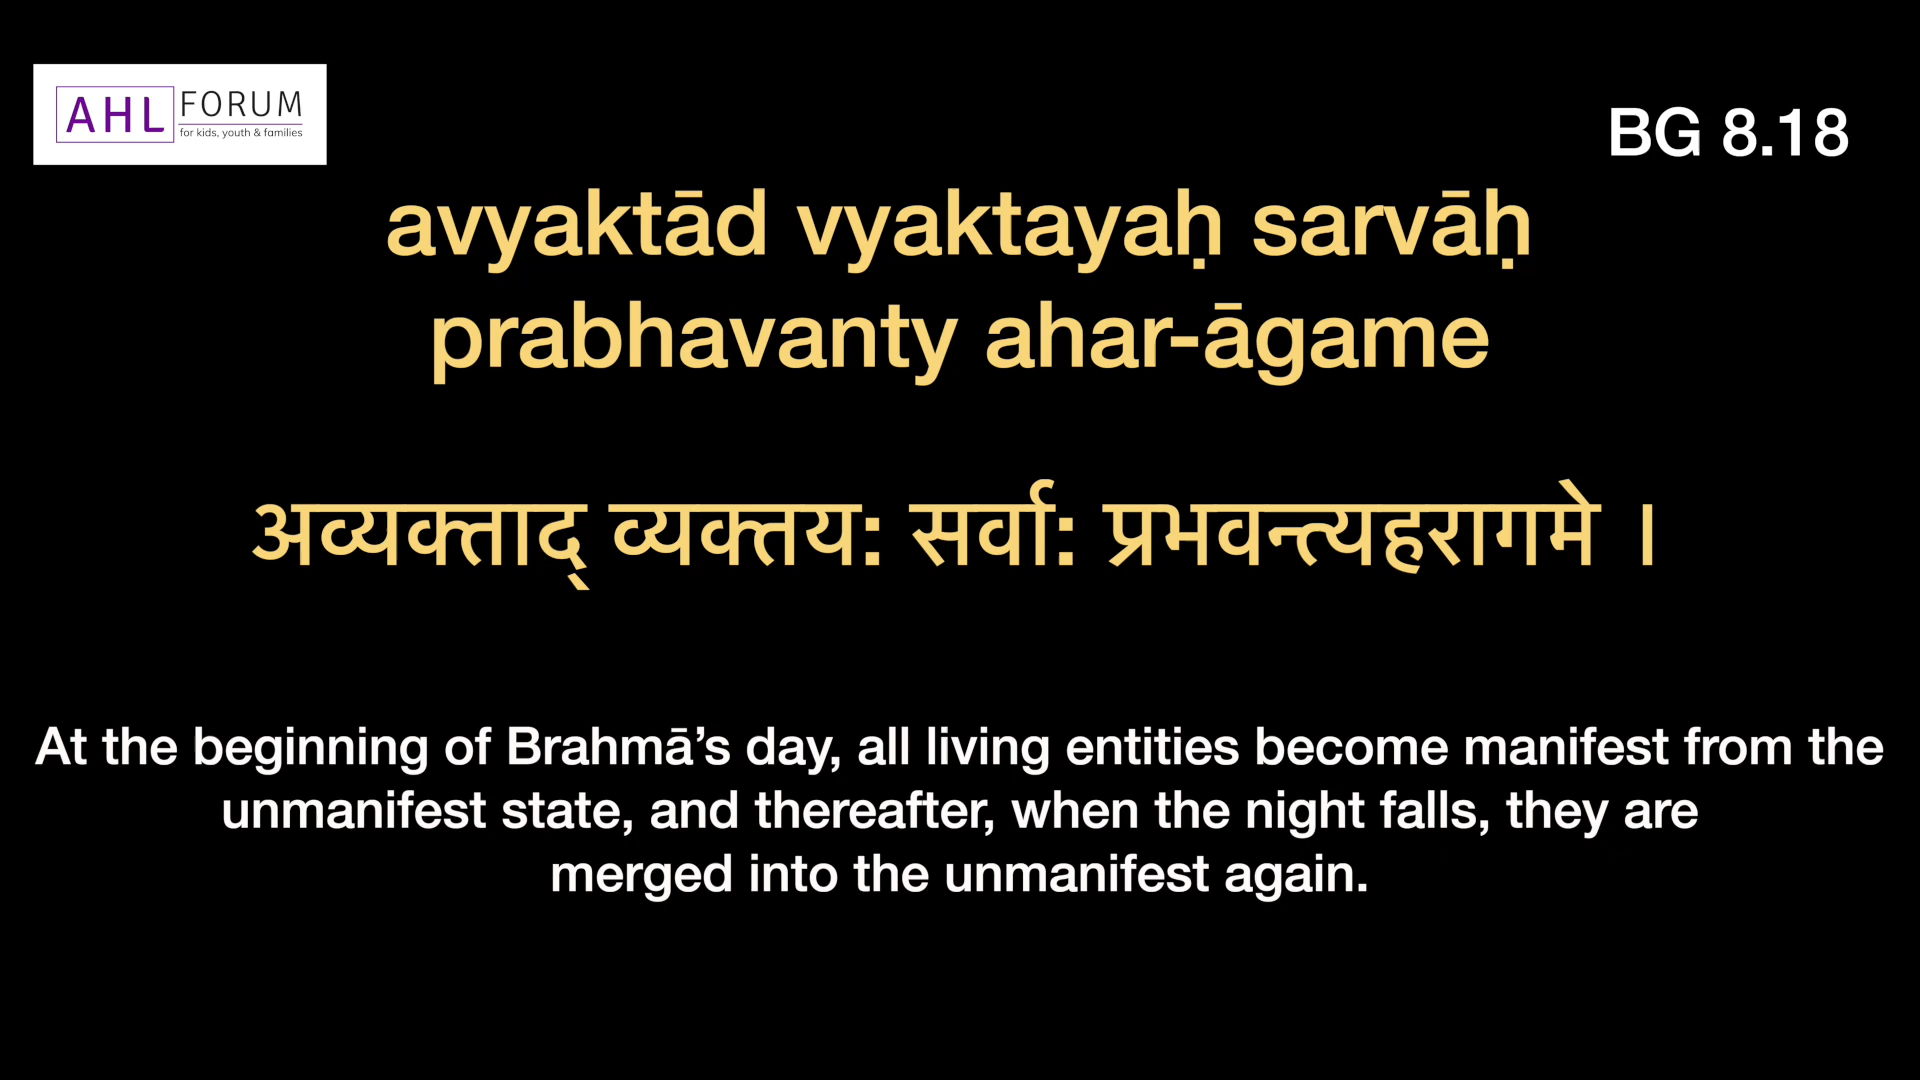 AHL FORUM
for kids, youth & families
BG 8.18
avyaktād vyaktayaḥ sarvāḥ
prabhavanty ahar-āgame
अव्यक्ताद् व्यक्तय: सर्वा: प्रभवन्त्यहरागमे ।
At the beginning of Brahmā’s day, all living entities become manifest from the
unmanifest state, and thereafter, when the night falls, they are
merged into the unmanifest again.